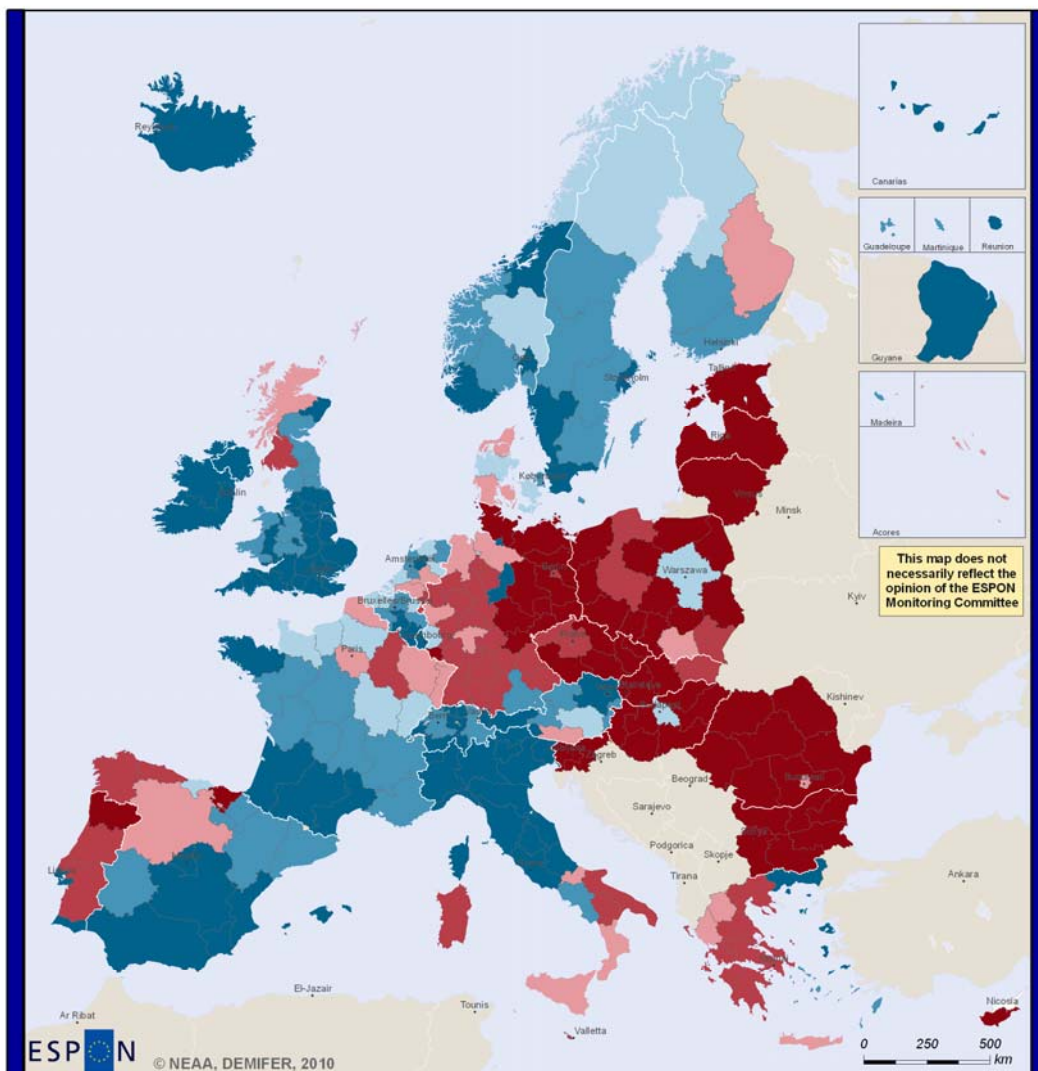 Canarias
Guadeloupe
Martinique
Réunion
Guyane
Madeira
Acores
This map does not
necessarily reflect the
opinion of the ESPON
Monitoring Committee
Helsinki
Stockholm
Riga
Minsk
Amsterdam
Warszawa
Kyiv
Paris
Kishinev
Zagreb
Beograd
Sarajevo
Podgorica
Skopje
Tirana
Ankara
El-Jazair
Tounis
Valletta
Nicosia
Ar Ribat
0 250 500
km
ESPON
© NEAA, DEMIFER, 2010